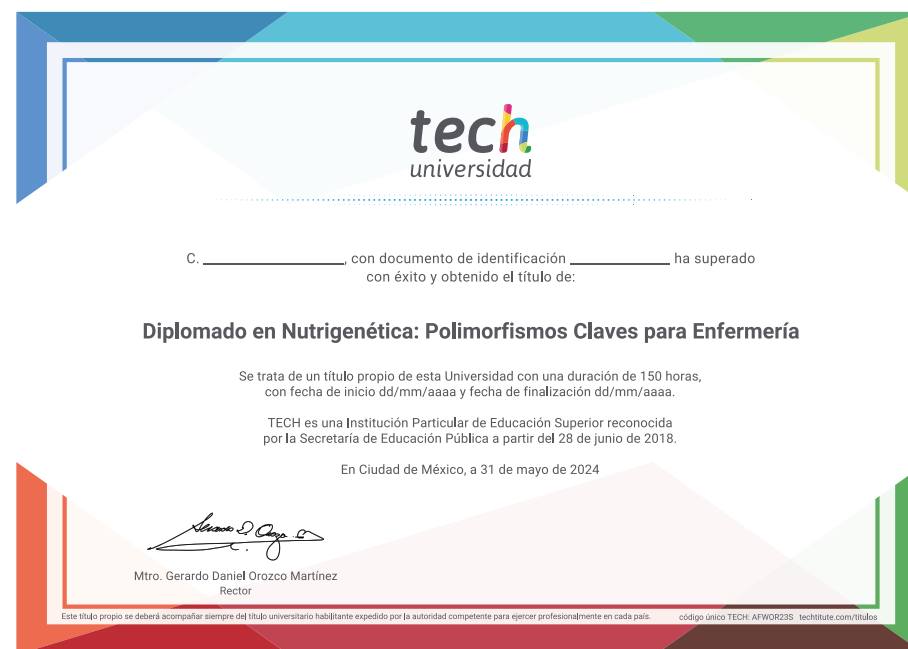 tech
universidad
C. ____________________, con documento de identificación ______________ ha superado
con éxito y obtenido el título de:
Diplomado en Nutrigenética: Polimorfismos Claves para Enfermería
Se trata de un título propio de esta Universidad con una duración de 150 horas,
con fecha de inicio dd/mm/aaaa y fecha de finalización dd/mm/aaaa.
TECH es una Institución Particular de Educación Superior reconocida
por la Secretaría de Educación Pública a partir del 28 de junio de 2018.
En Ciudad de México, a 31 de mayo de 2024
Mtro. Gerardo Daniel Orozco Martínez
Rector
Este título propio se deberá acompañar siempre del título universitario habilitante expedido por la autoridad competente para ejercer profesionalmente en cada país. código único TECH: AFWOR23S techtitute.com/titulos